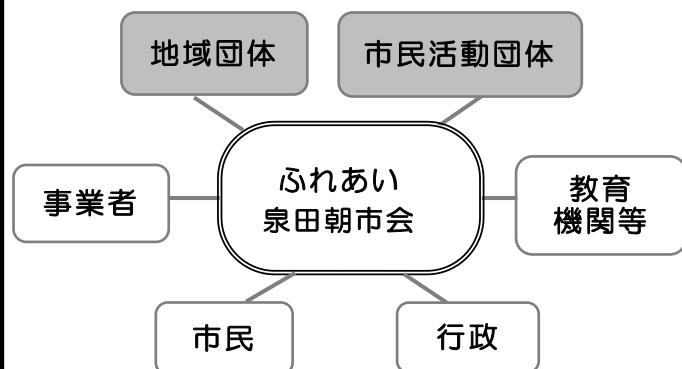 地域団体
市民活動団体
事業者
ふれあい
泉田朝市会
教育
機関等
市民
行政